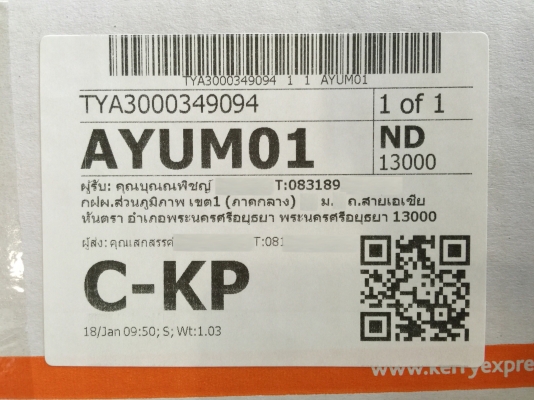 TYA3000349094 1 1 AYUM01
TYA3000349094 1 of 1
AYUM01 ND
13000
ผู้รับ: คุณบุณณพิชญ์ T:083189
กฝผ.ส่วนภูมิภาค เขต1 (ภาคกลาง) ม. ถ.สายเอเซีย
หันตรา อำเภอพระนครศรีอยุธยา พระนครศรีอยุธยา 13000
ผู้ส่ง: คุณเสกสรรค์ T:081
C-KP
18/Jan 09:50; S; Wt:1.03
www.kerryexpre